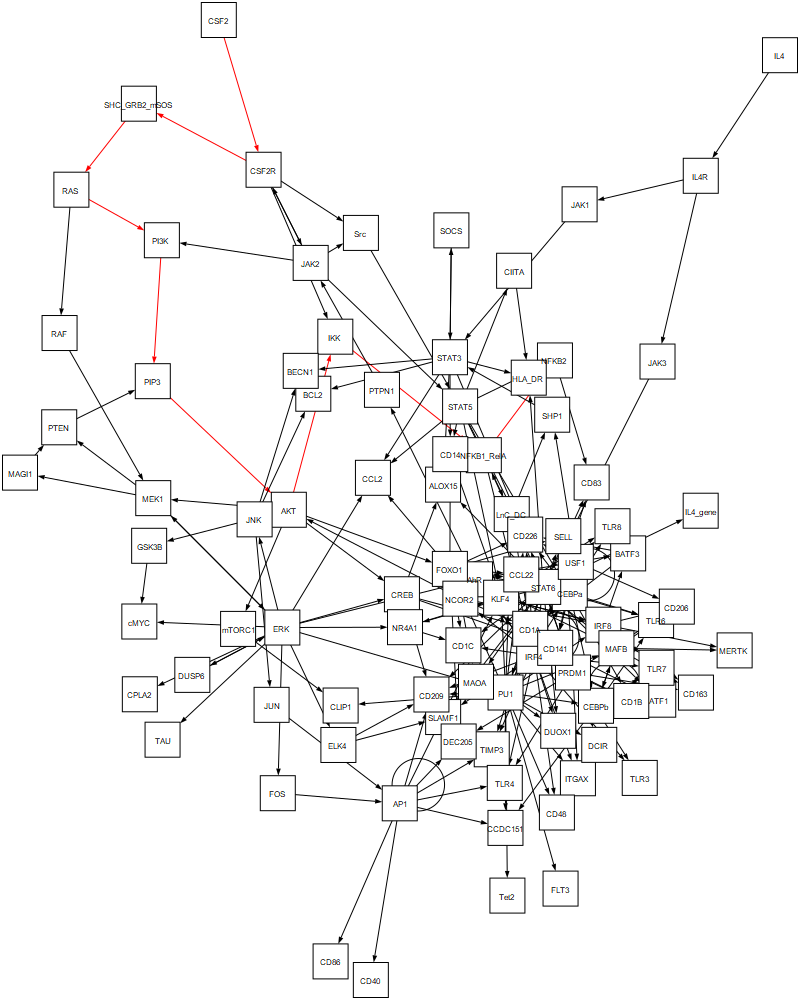 CSF2
IL4
SHC_GRB2_mSOS
CSF2R
IL4R
RAS
JAK1
SOCS
Src
PI3K
JAK2
CIITA
RAF
IKK
STAT3
NFKB2
JAK3
BECN1
HLA_DR
PIP3
BCL2
PTPN1
STAT5
SHP1
PTEN
CD14
NFKB1_RelA
MAGI1
CCL2
ALOX15
CD83
MEK1
AKT
LnC_DC
IL4_gene
JNK
CD226
SELL
TLR8
GSK3B
BATF3
USF1
FOXO1
AhR
CCL22
STAT6
CREB
NCOR2
KLF4
CEBPa
CD206
cMYC
mTORC1
ERK
NR4A1
CD1A
IRF8
TLR6
CD1C
IRF4
CD141
MAFB
MERTK
DUSP6
MAOA
PRDM1
TLR7
CPLA2
CD209
PU1
CD163
JUN
CLIP1
CEBPb
CD1B
ATF1
SLAMF1
TAU
ELK4
DEC205
TIMP3
DUOX1
DCIR
FOS
AP1
TLR4
ITGAX
TLR3
CCDC151
CD48
Tet2
FLT3
CD86
CD40